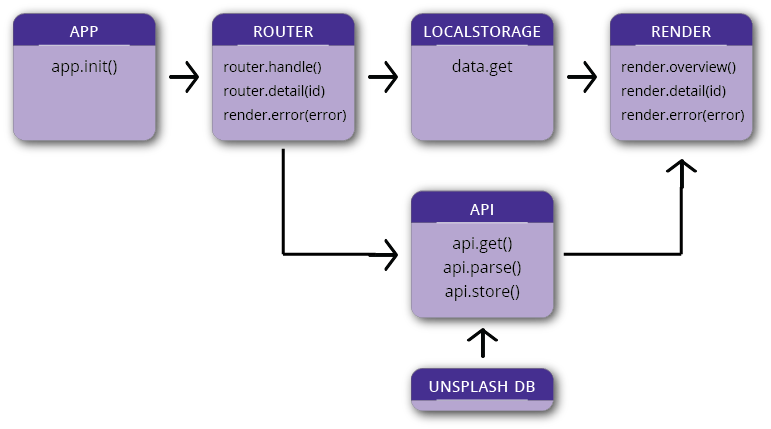 APP
app.init()
ROUTER
router.handle()
router.detail(id)
render.error(error)
LOCALSTORAGE
data.get
RENDER
render.overview()
render.detail(id)
render.error(error)
API
api.get()
api.parse()
api.store()
UNSPLASH DB